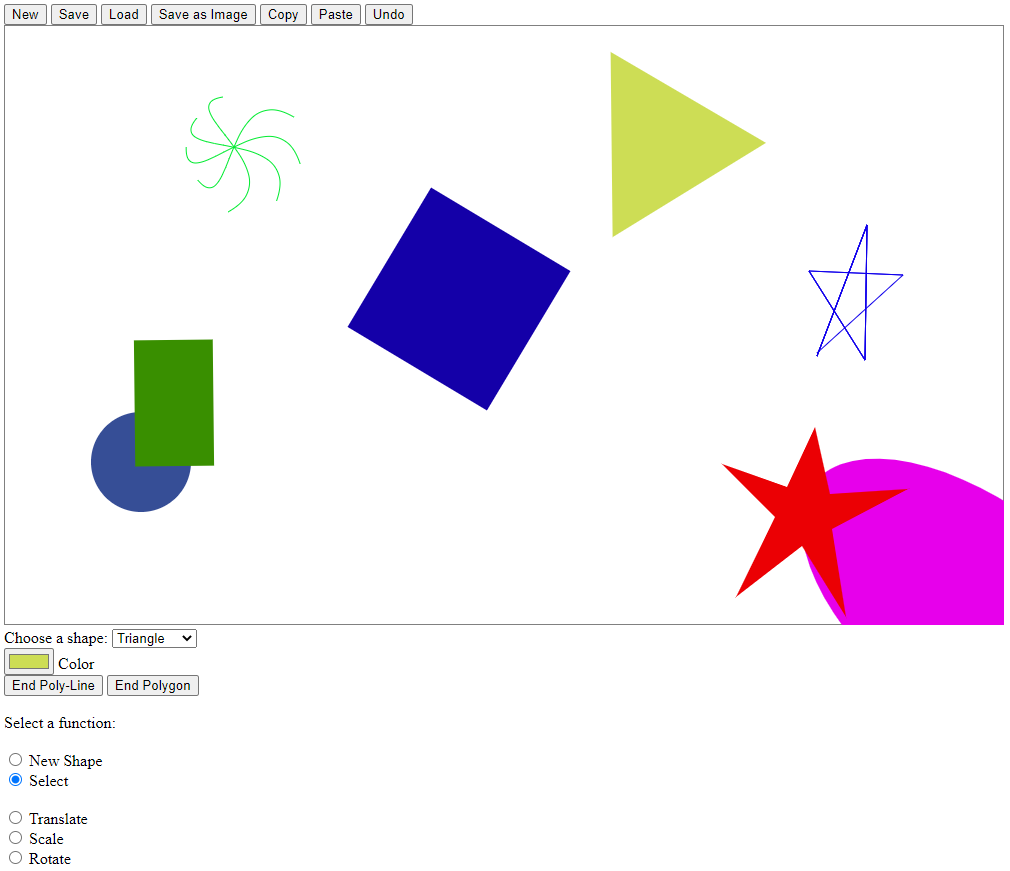 New Save Load Save as Image Copy Paste Undo
Choose a shape: Triangle
Color
End Poly-Line End Polygon
Select a function:
New Shape
Select
Translate
Scale
Rotate